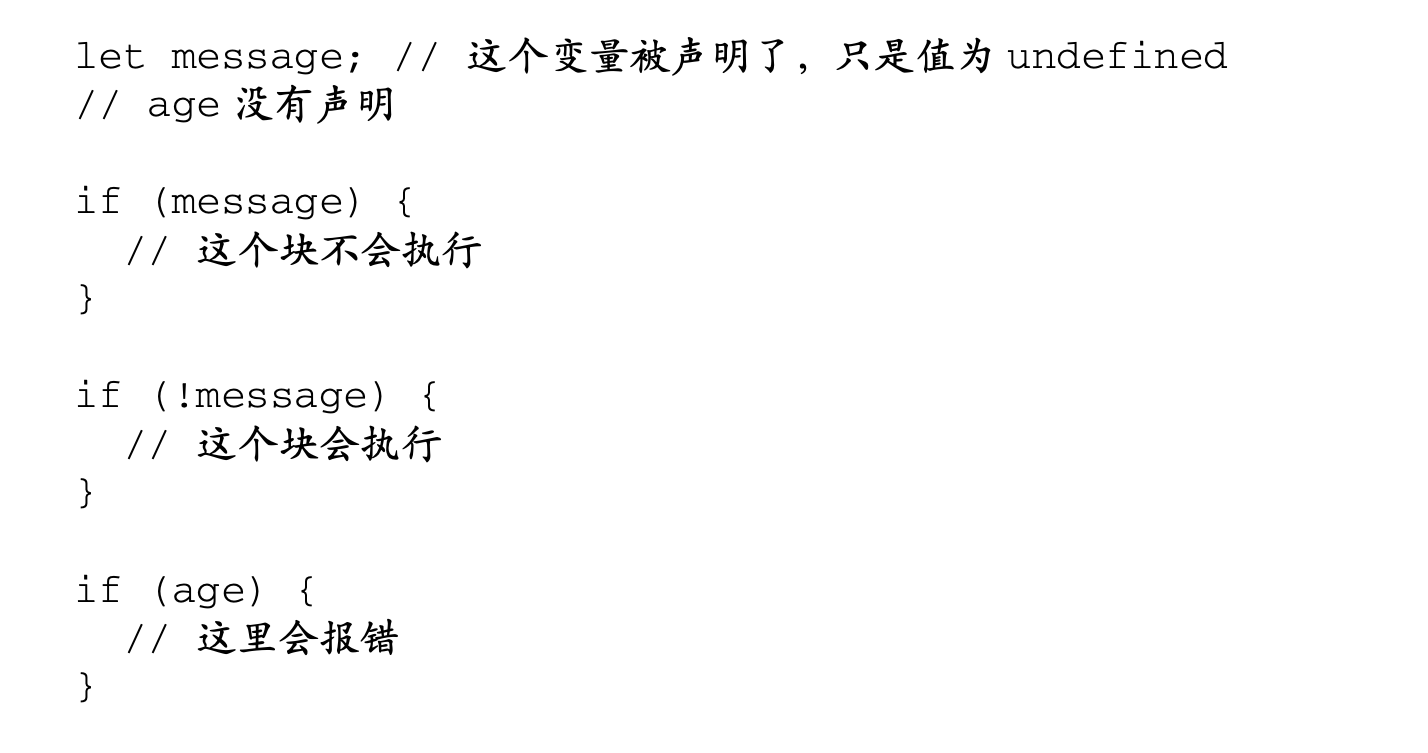 let message; // 这个变量被声明了，只是值为 undefined
// age 没有声明
if (message) {
  // 这个块不会执行
}
if (!message) {
  // 这个块会执行
}
if (age) {
  // 这里会报错
}